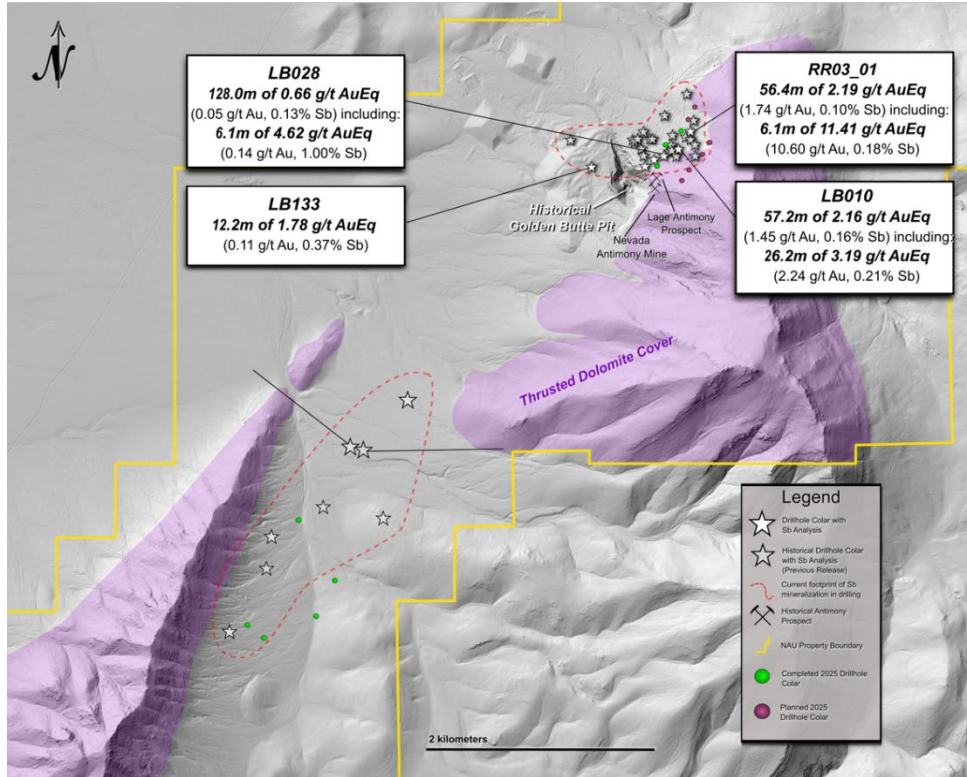 N
LB028
128.0m of 0.66 g/t AuEq
(0.05 g/t Au, 0.13% Sb) including:
6.1m of 4.62 g/t AuEq
(0.14 g/t Au, 1.00% Sb)
RR03_01
56.4m of 2.19 g/t AuEq
(1.74 g/t Au, 0.10% Sb) including:
6.1m of 11.41 g/t AuEq
(10.60 g/t Au, 0.18% Sb)
LB133
12.2m of 1.78 g/t AuEq
(0.11 g/t Au, 0.37% Sb)
LB010
57.2m of 2.16 g/t AuEq
(1.45 g/t Au, 0.16% Sb) including:
26.2m of 3.19 g/t AuEq
(2.24 g/t Au, 0.21% Sb)
Historical
Golden Butte Pit
Lage Antimony
Prospect
Nevada
Antimony Mine
Thrusted Dolomite Cover
Legend
Drillhole Colar with
Sb Analysis
Historical Drillhole Colar
with Sb Analysis
(Previous Release)
Current footprint of Sb
mineralization in drilling
Historical Antimony
Prospect
NAU Property Boundary
Completed 2025 Drillhole
Colar
Planned 2025
Drillhole Colar
2 kilometers